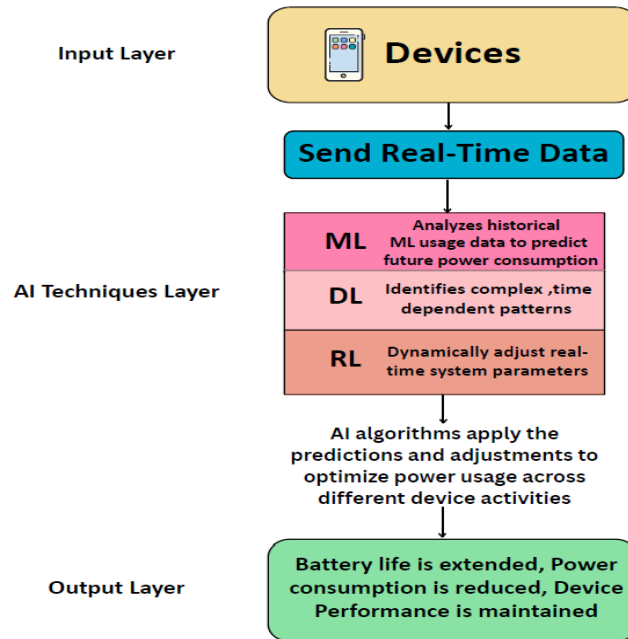 Input Layer
Devices
Send Real-Time Data
AI Techniques Layer
ML
Analyzes historical
ML usage data to predict
future power consumption
DL
Identifies complex ,time
dependent patterns
RL
Dynamically adjust real-
time system parameters
AI algorithms apply the
predictions and adjustments to
optimize power usage across
different device activities
Output Layer
Battery life is extended, Power
consumption is reduced, Device
Performance is maintained